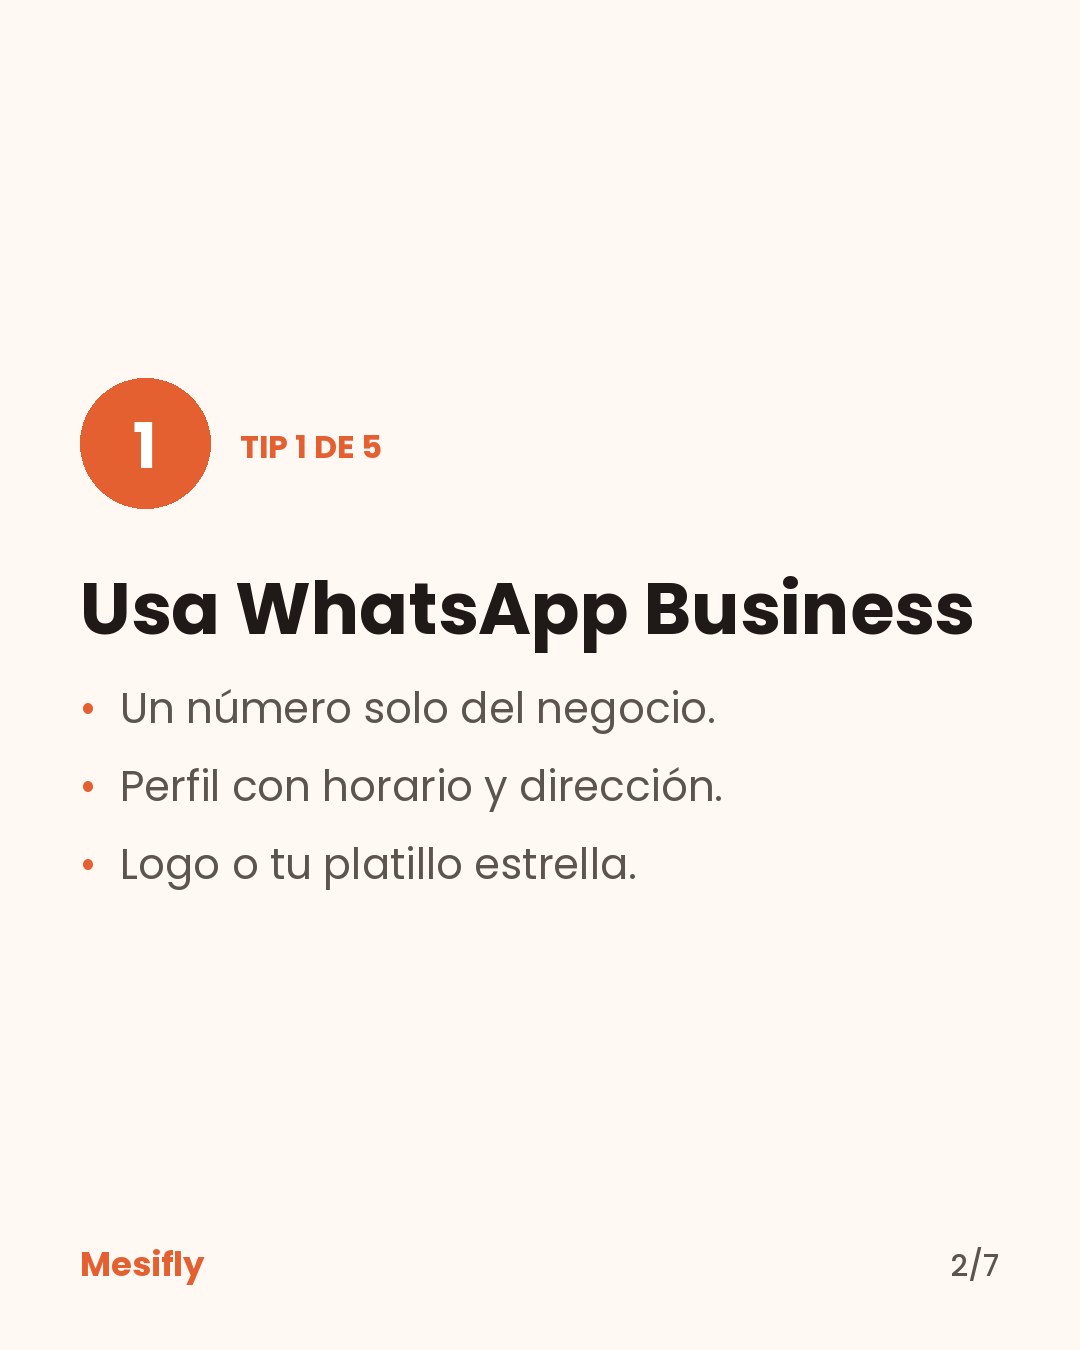 1
TIP 1 DE 5
Usa WhatsApp Business
• Un número solo del negocio.
• Perfil con horario y dirección.
• Logo o tu platillo estrella.
Mesifly
2/7